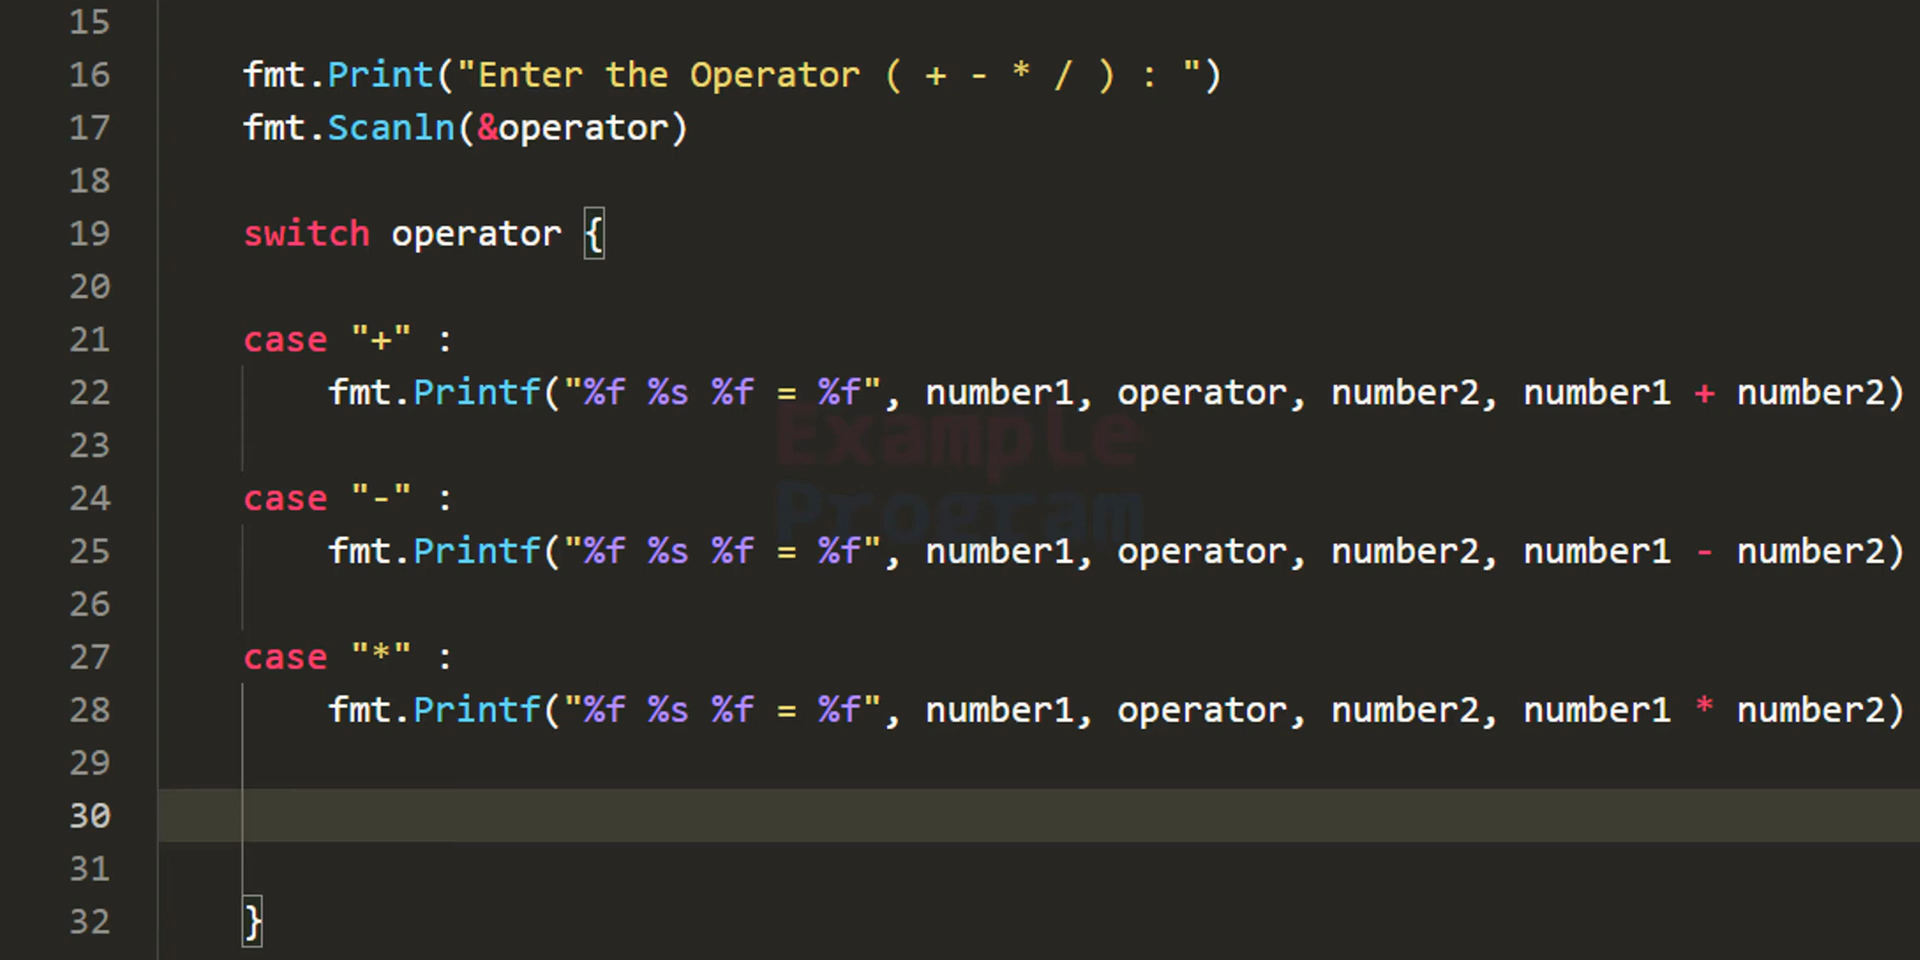 15
16 fmt.Print("Enter the Operator ( + - * / ) : ")
17 fmt.Scanln(&operator)
18
19 switch operator {
20
21 case "+" :
22 fmt.Printf("%f %s %f = %f", number1, operator, number2, number1 + number2)
23
Example
24 case "-" :
Program
25 fmt.Printf("%f %s %f = %f", number1, operator, number2, number1 - number2)
26
27 case "*" :
28 fmt.Printf("%f %s %f = %f", number1, operator, number2, number1 * number2)
29
30
31
32 }